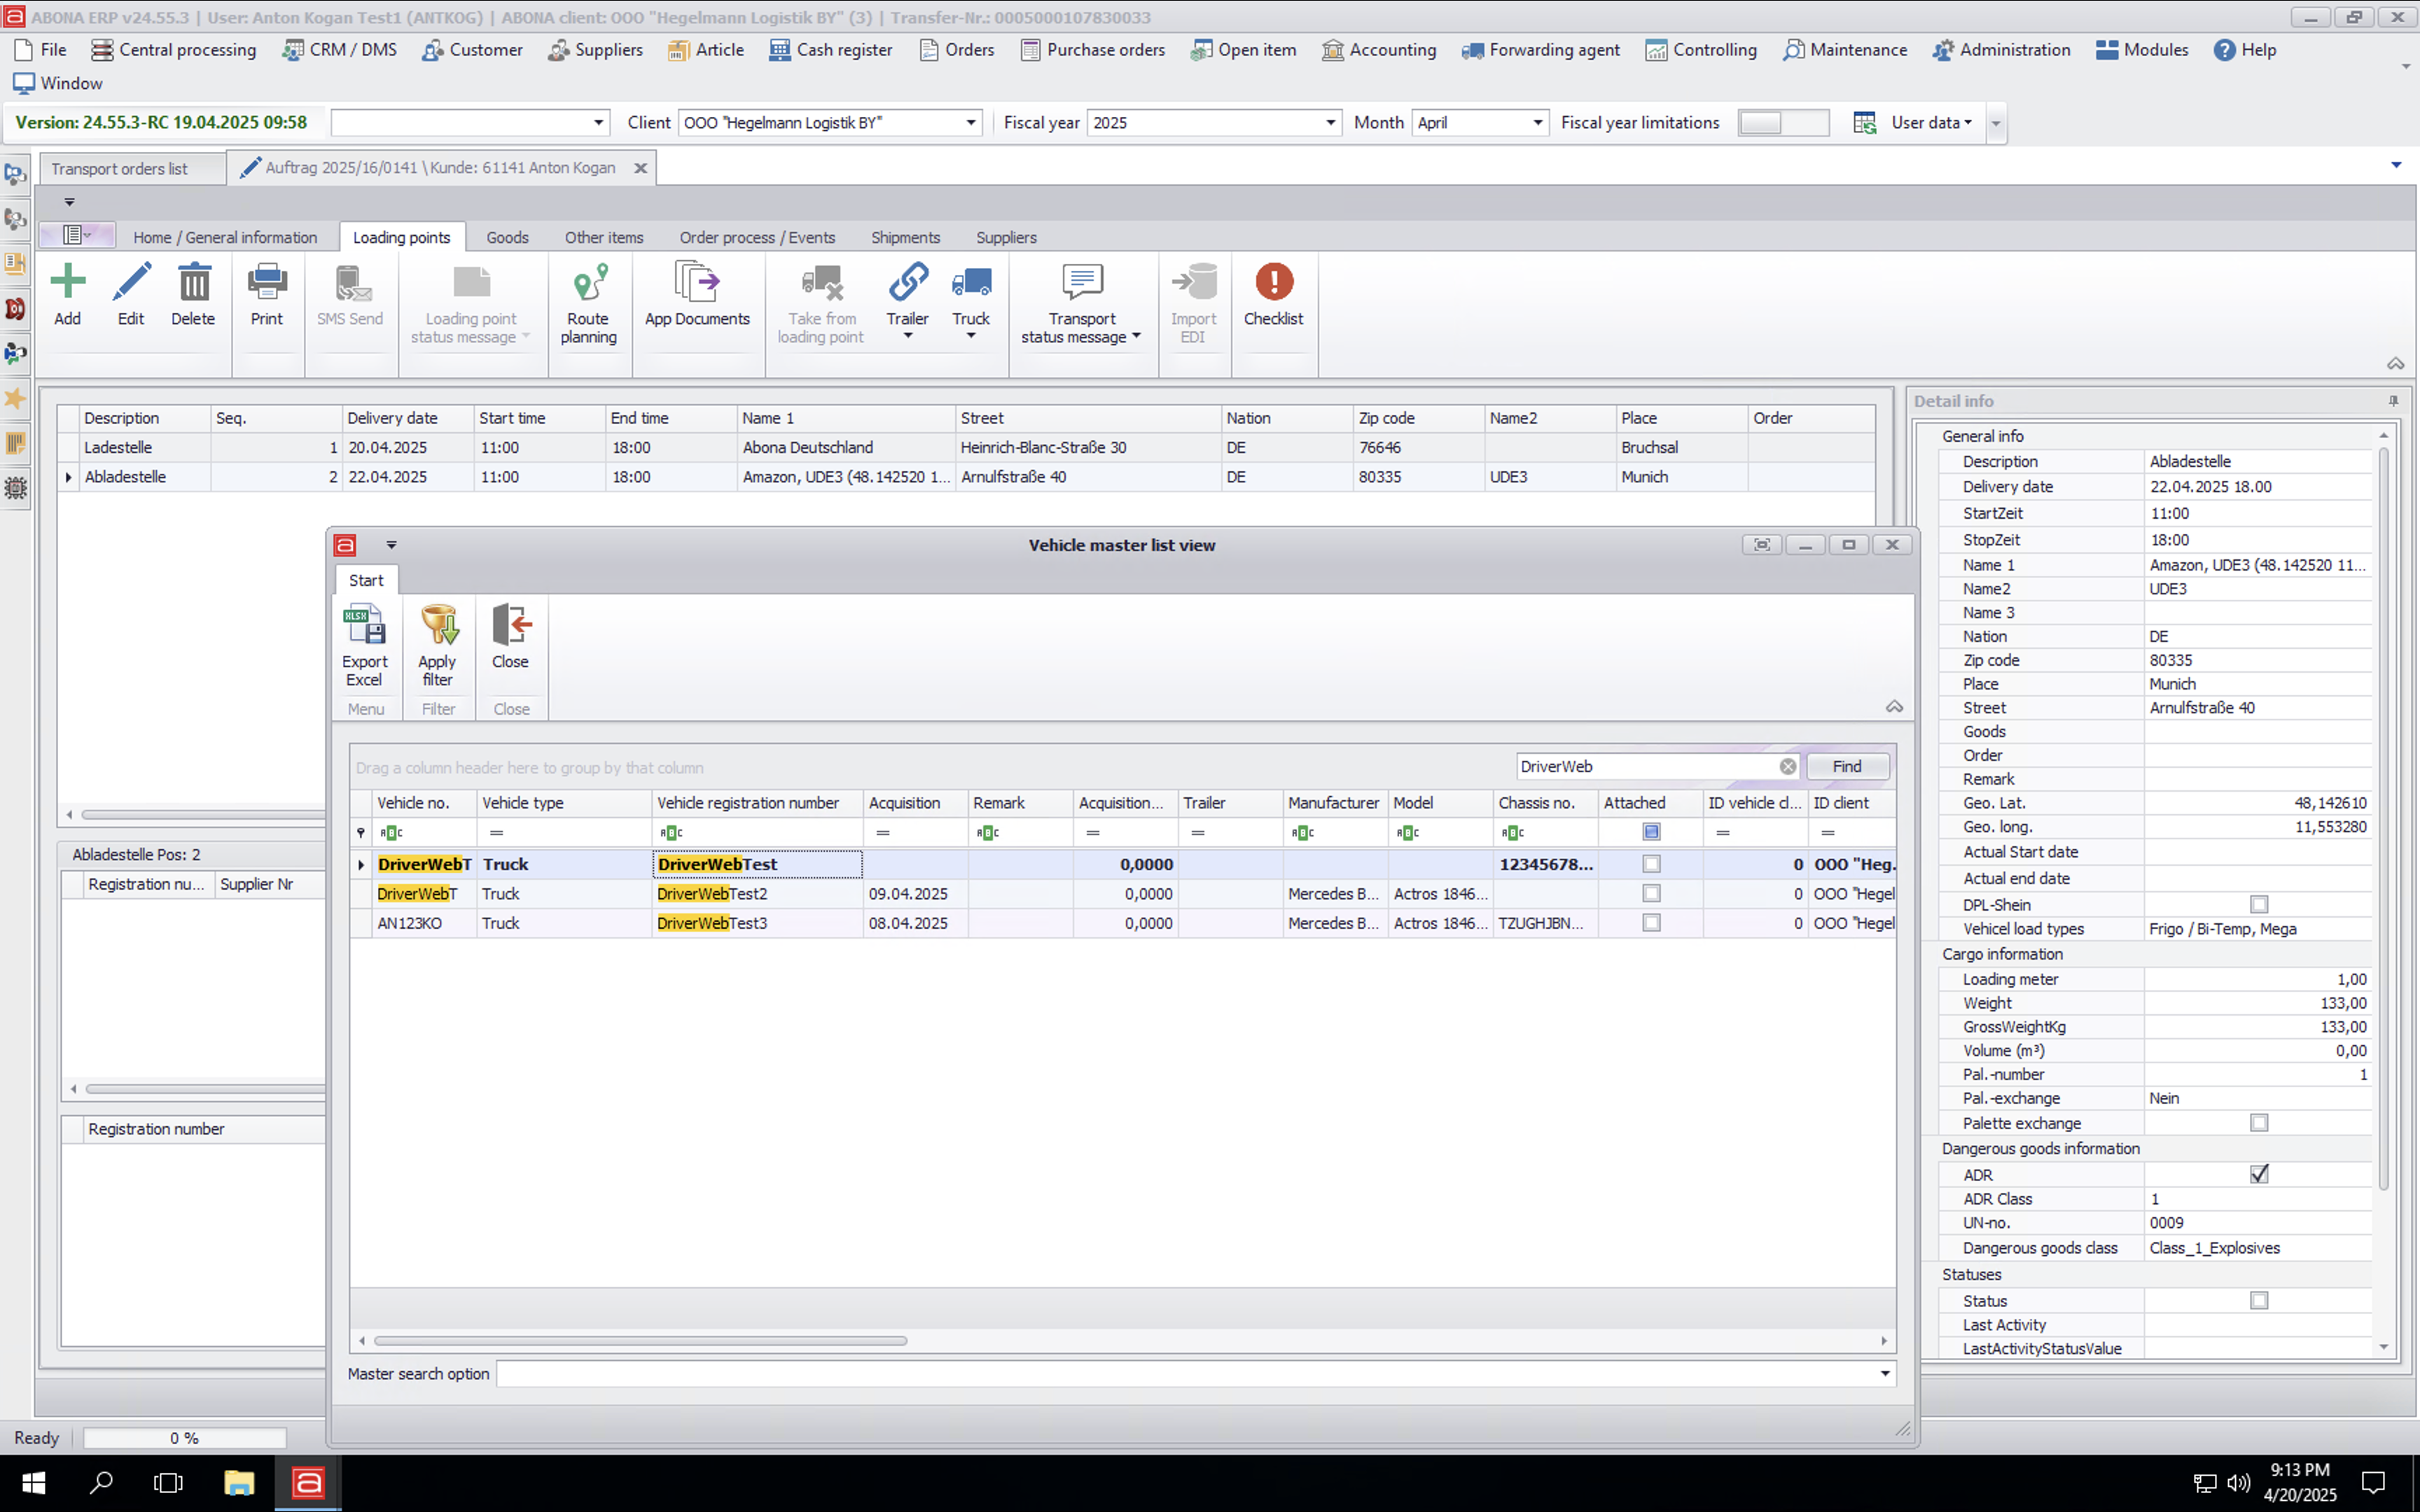 ABONA ERP v24.55.3 | User: Anton Kogan Test1 (ANTKOG) | ABONA client: OOO "Hegelmann Logistik BY" (3) | Transfer-Nr.: 0005000107830033
File Central processing CRM / DMS Customer Suppliers Article Cash register Orders Purchase orders Open item Accounting Forwarding agent Controlling Maintenance Administration Modules Help
Window
Version: 24.55.3-RC 19.04.2025 09:58 Client OOO "Hegelmann Logistik BY" Fiscal year 2025 Month April Fiscal year limitations User data
Transport orders list Auftrag 2025/16/0141 \ Kunde: 61141 Anton Kogan
Home / General information Loading points Goods Other items Order process / Events Shipments Suppliers
Add Edit Delete Print SMS Send Loading point status message Route planning App Documents Take from loading point Trailer Truck Transport status message Import EDI Checklist
Description Seq. Delivery date Start time End time Name 1 Street Nation Zip code Name2 Place Order
Ladestelle 1 20.04.2025 11:00 18:00 Abona Deutschland Heinrich-Blanc-Straße 30 DE 76646 Bruchsal
Abladestelle 2 22.04.2025 11:00 18:00 Amazon, UDE3 (48.142520 1... Arnulfstraße 40 DE 80335 UDE3 Munich
Abladestelle Pos: 2
Registration nu... Supplier Nr
Registration number
Vehicle master list view
Start
Export Excel Apply filter Close
Menu Filter Close
Drag a column header here to group by that column DriverWeb Find
Vehicle no. Vehicle type Vehicle registration number Acquisition Remark Acquisition... Trailer Manufacturer Model Chassis no. Attached ID vehicle cl... ID client
ABC = ABC = ABC = = ABC ABC ABC = =
DriverWebT Truck DriverWebTest 0,0000 12345678... 0 OOO "Heg.
DriverWebT Truck DriverWebTest2 09.04.2025 0,0000 Mercedes B... Actros 1846... 0 OOO "Hegel
AN123KO Truck DriverWebTest3 08.04.2025 0,0000 Mercedes B... Actros 1846... TZUGHJBN... 0 OOO "Hegel
Master search option
Detail info
General info
Description Abladestelle
Delivery date 22.04.2025 18.00
StartZeit 11:00
StopZeit 18:00
Name 1 Amazon, UDE3 (48.142520 11...
Name2 UDE3
Name 3
Nation DE
Zip code 80335
Place Munich
Street Arnulfstraße 40
Goods
Order
Remark
Geo. Lat. 48,142610
Geo. long. 11,553280
Actual Start date
Actual end date
DPL-Shein
Vehicel load types Frigo / Bi-Temp, Mega
Cargo information
Loading meter 1,00
Weight 133,00
GrossWeightKg 133,00
Volume (m³) 0,00
Pal.-number 1
Pal.-exchange Nein
Palette exchange
Dangerous goods information
ADR
ADR Class 1
UN-no. 0009
Dangerous goods class Class_1_Explosives
Statuses
Status
Last Activity
LastActivityStatusValue
Ready 0 %
9:13 PM
4/20/2025